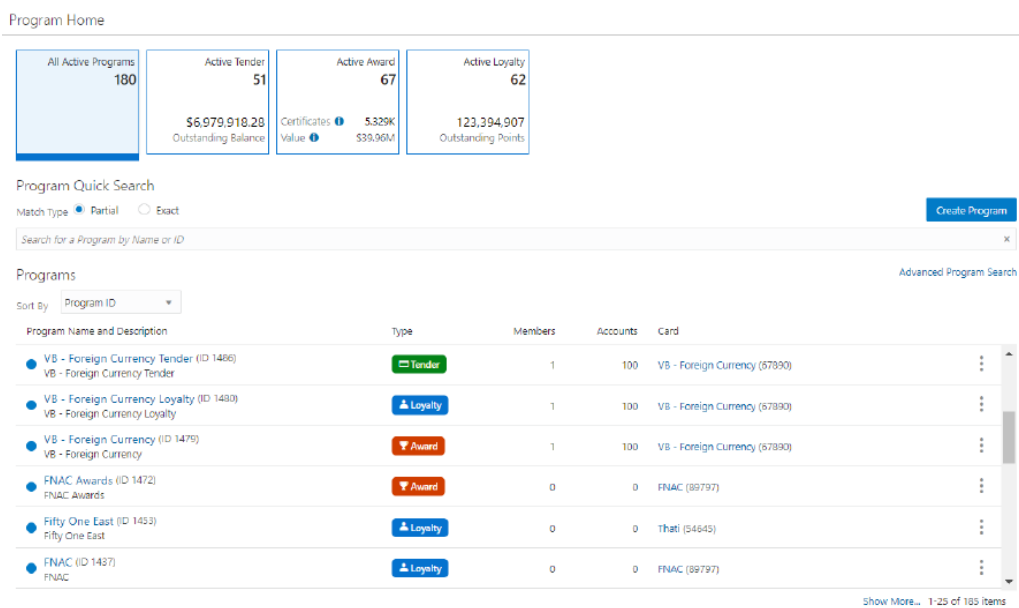 Program Home
All Active Programs
180
Active Tender
51
$6,979,918.28
Outstanding Balance
Active Award
67
Certificates 5.329K
Value $39.96M
Active Loyalty
62
123,394,907
Outstanding Points
Program Quick Search
Match Type Partial Exact
Create Program
Search for a Program by Name or ID ×
Programs
Advanced Program Search
Sort By Program ID
Program Name and Description Type Members Accounts Card
VB - Foreign Currency Tender (ID 1486) Tender 1 100 VB - Foreign Currency (67890)
VB - Foreign Currency Tender
VB - Foreign Currency Loyalty (ID 1480) Loyalty 1 100 VB - Foreign Currency (67890)
VB - Foreign Currency Loyalty
VB - Foreign Currency (ID 1479) Award 1 100 VB - Foreign Currency (67890)
VB - Foreign Currency
FNAC Awards (ID 1472) Award 0 0 FNAC (89797)
FNAC Awards
Fifty One East (ID 1453) Loyalty 0 0 Thati (54645)
Fifty One East
FNAC (ID 1437) Loyalty 0 0 FNAC (89797)
FNAC
Show More... 1-25 of 185 items